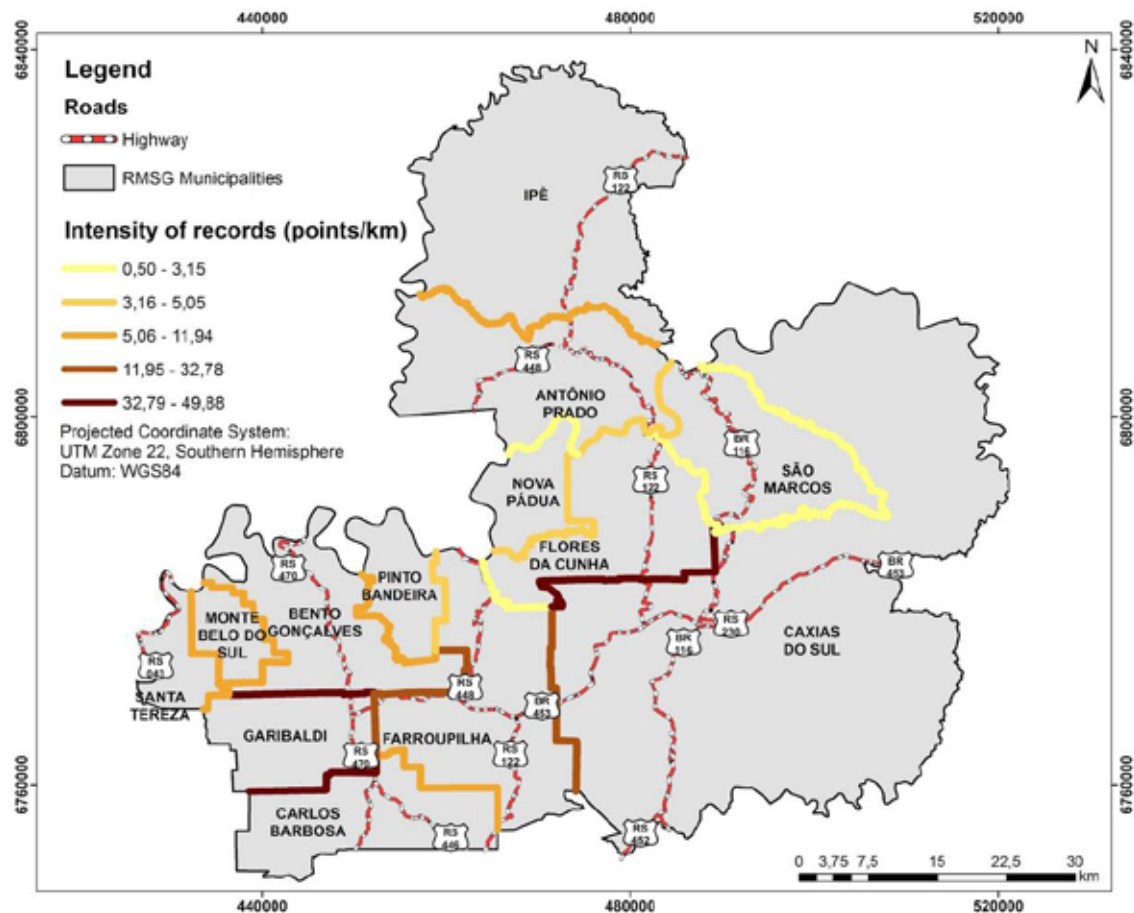 440000
480000
520000
6840000
6840000
N
Legend
Roads
Highway
RMSG Municipalities
Intensity of records (points/km)
0,50 - 3,15
3,16 - 5,05
5,06 - 11,94
11,95 - 32,78
32,79 - 49,88
Projected Coordinate System:
UTM Zone 22, Southern Hemisphere
Datum: WGS84
RS
122
IPÊ
RS
448
ANTÔNIO
PRADO
6800000
6800000
BR
116
SÃO
MARCOS
RS
122
NOVA
PÁDUA
FLORES
DA CUNHA
RS
470
BR
453
PINTO
BANDEIRA
MONTE
BELO DO
SUL
BENTO
GONÇALVES
RS
230
BR
116
CAXIAS
DO SUL
RS
SANTA
TEREZA
RS
448
BR
453
GARIBALDI
FARROUPILHA
RS
470
RS
122
6760000
6760000
CARLOS
BARBOSA
RS
446
RS
452
0 3,75 7,5 15 22,5 30
km
440000
480000
520000